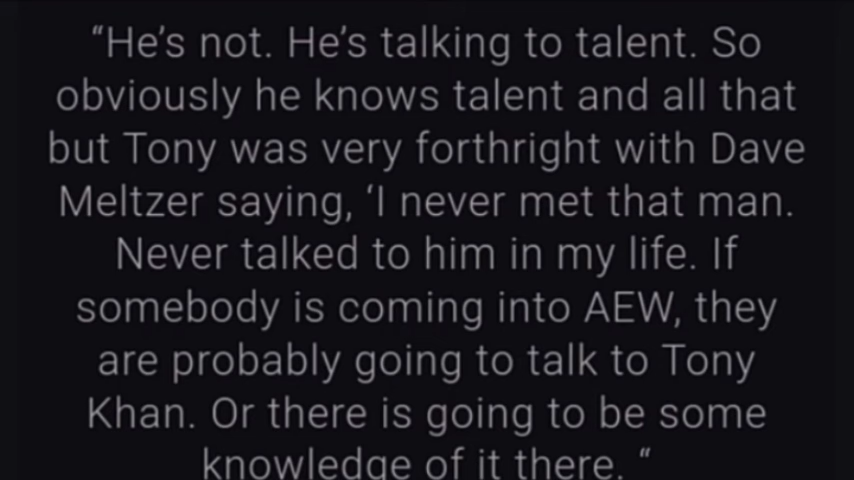 “He’s not. He’s talking to talent. So
obviously he knows talent and all that
but Tony was very forthright with Dave
Meltzer saying, ‘I never met that man.
Never talked to him in my life. If
somebody is coming into AEW, they
are probably going to talk to Tony
Khan. Or there is going to be some
knowledge of it there. “